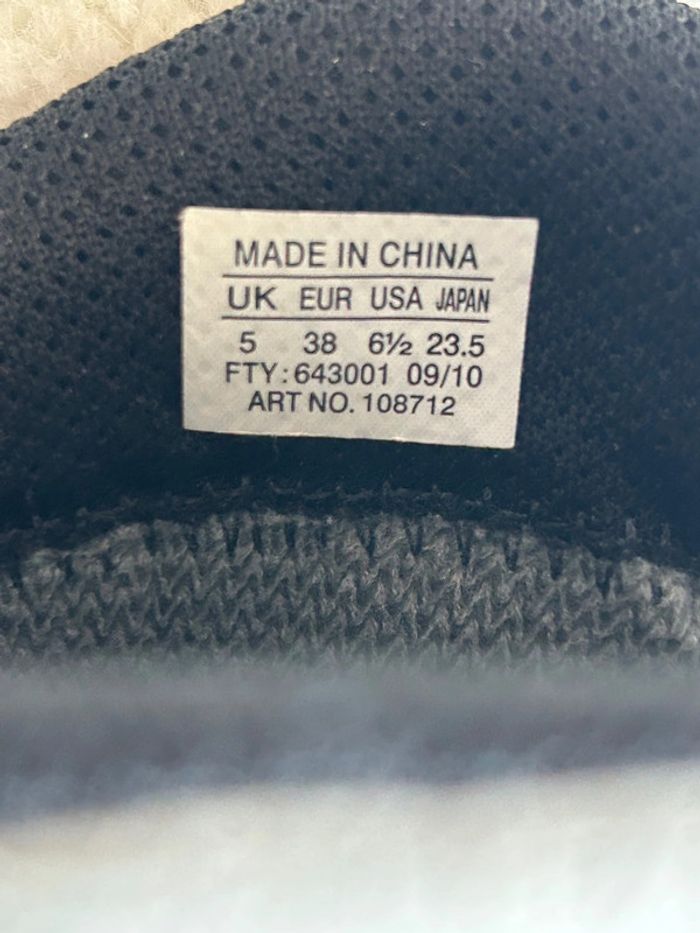 MADE IN CHINA
UK EUR USA JAPAN
5 38 6½ 23.5
FTY: 643001 09/10
ART NO. 108712